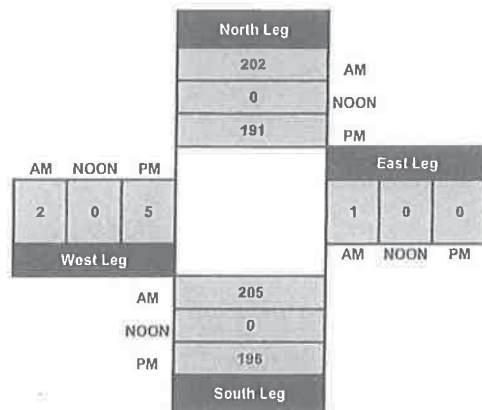 North Leg
202 AM
0 NOON
191 PM
AM NOON PM East Leg
2 0 5 1 0 0
West Leg AM NOON PM
AM 205
NOON 0
PM 196
South Leg